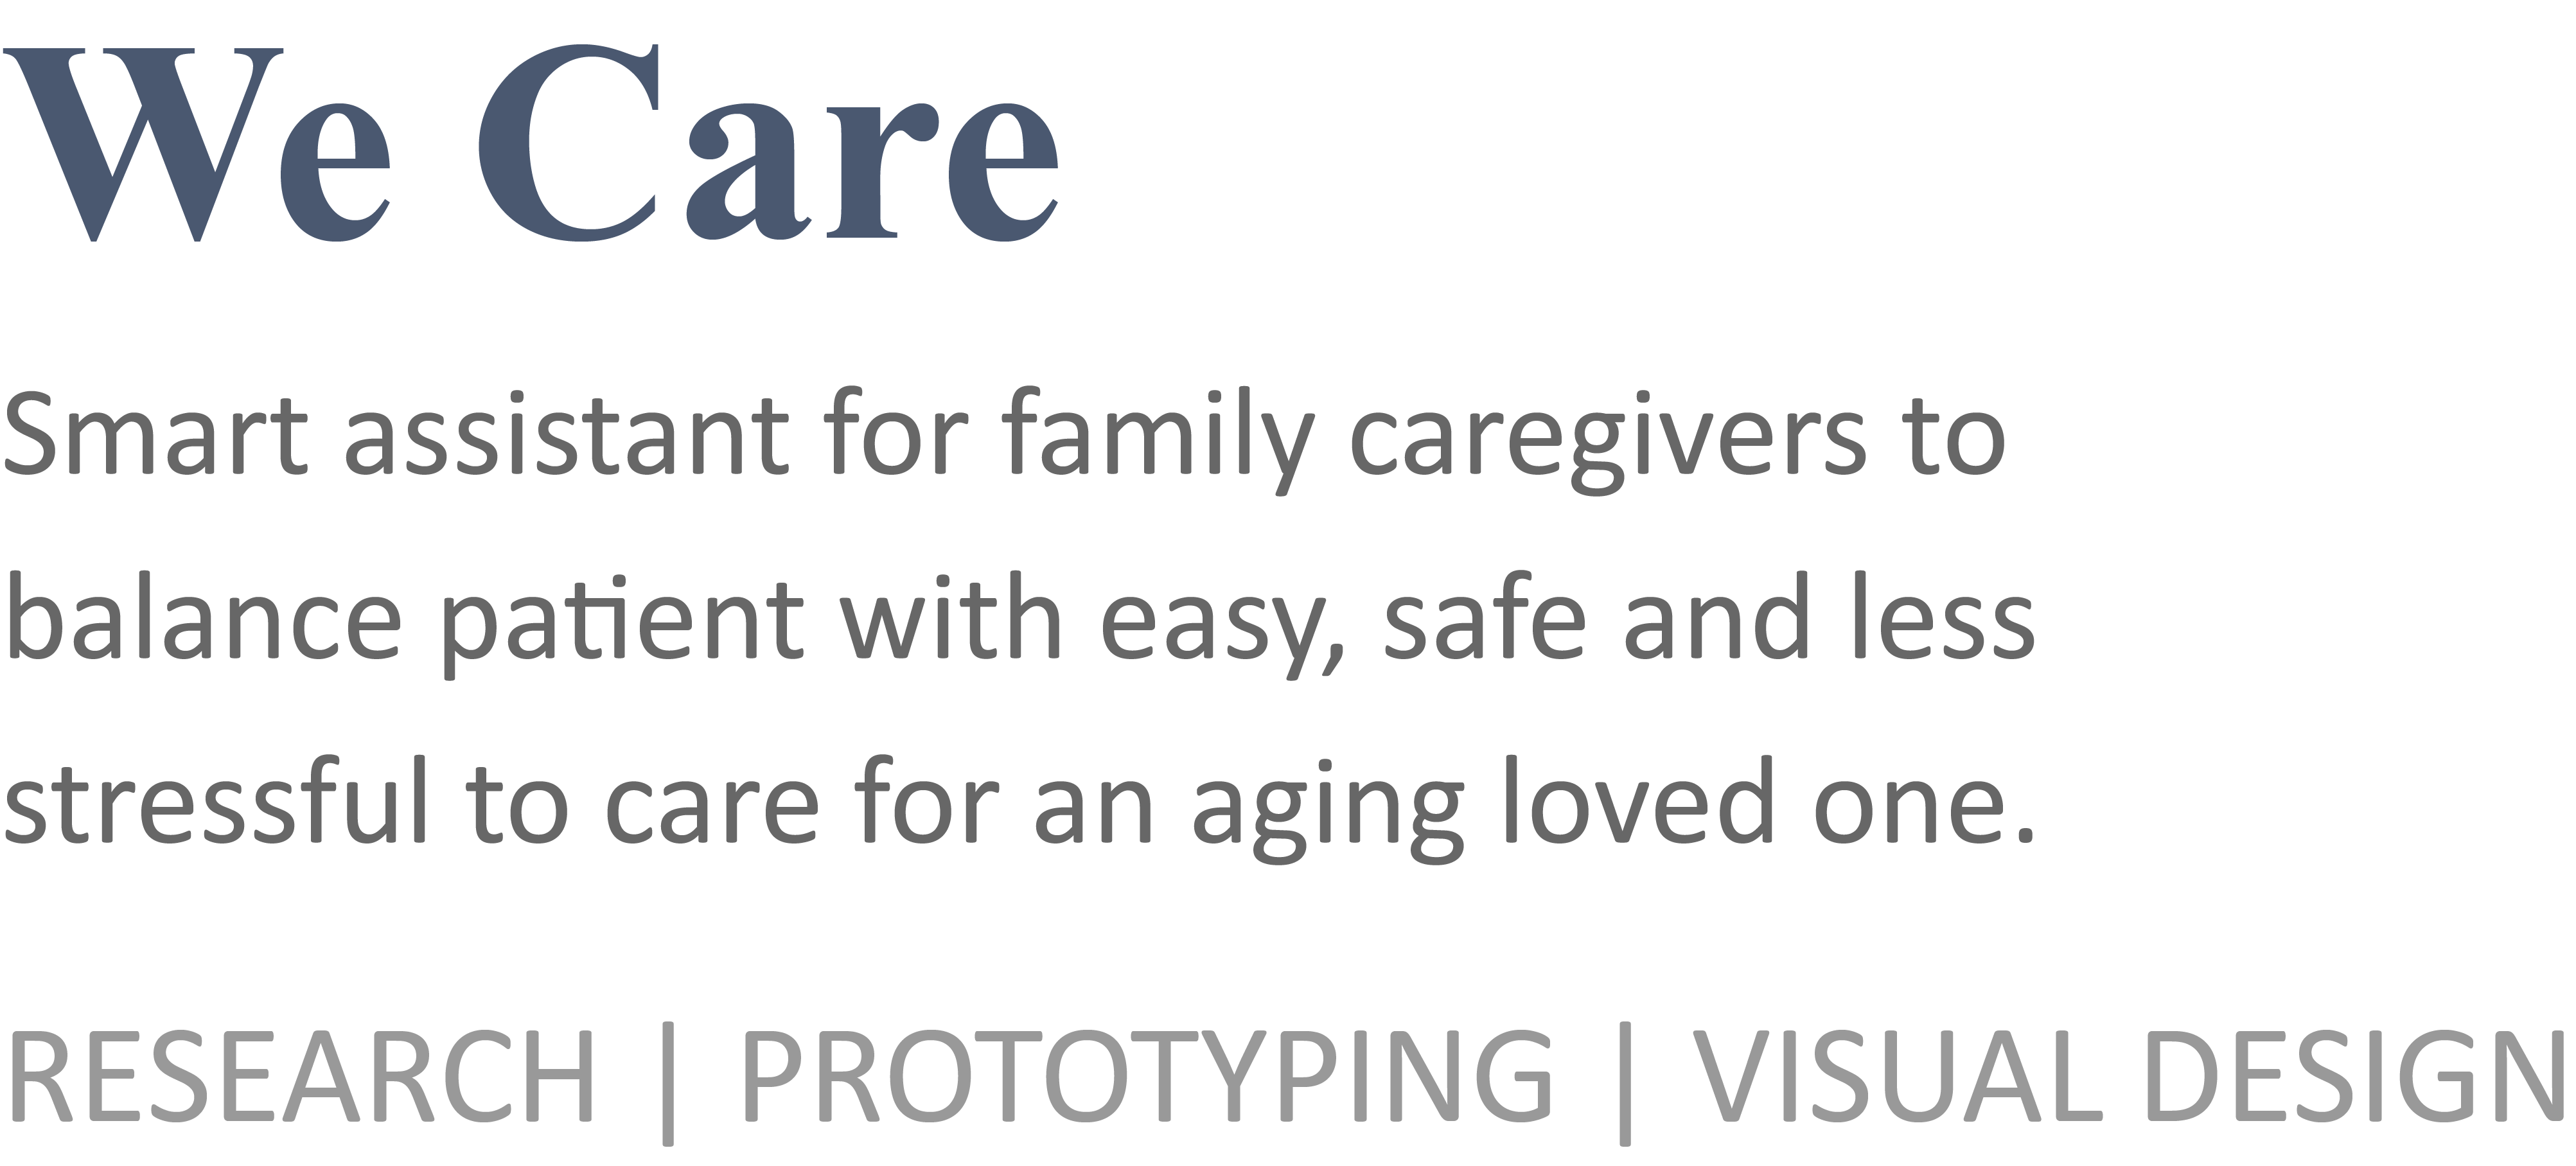 We Care
Smart assistant for family caregivers to
balance patient with easy, safe and less
stressful to care for an aging loved one.
RESEARCH | PROTOTYPING | VISUAL DESIGN